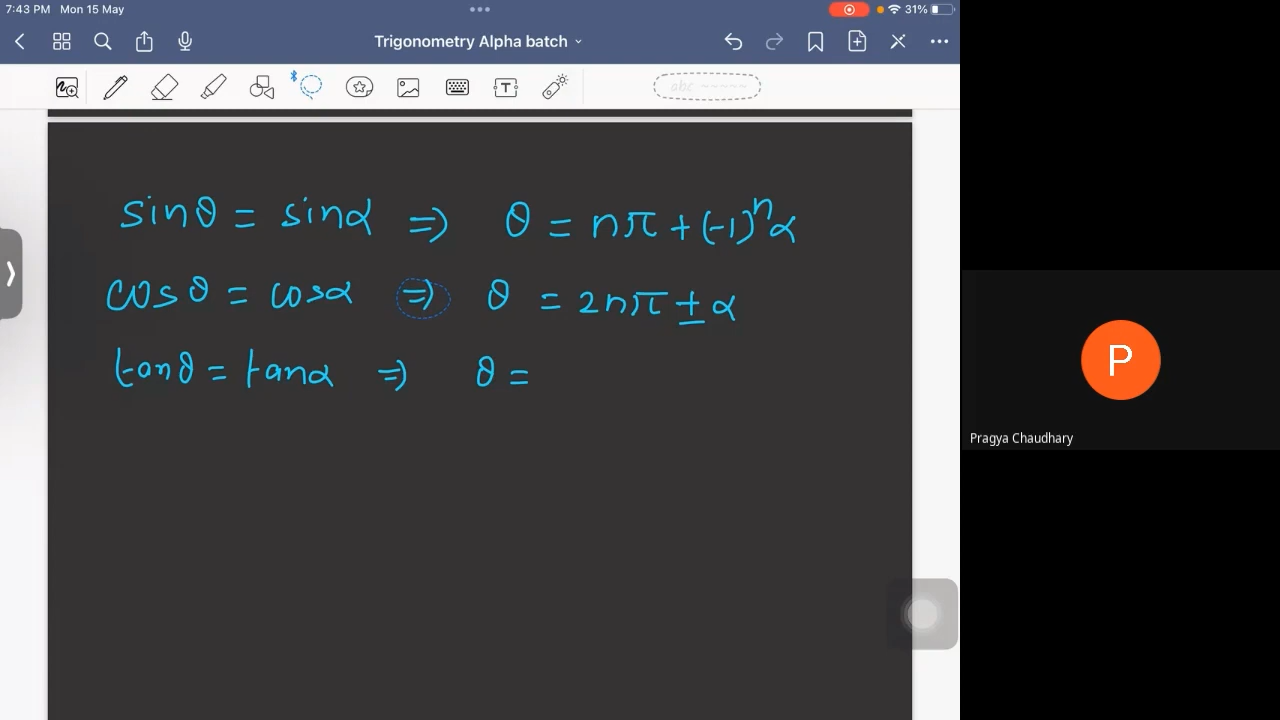 7:43 PM Mon 15 May
31%
Trigonometry Alpha batch
T
abc
sinθ = sinα ⇒ θ = nπ + (-1)ⁿα
cosθ = cosα ⇒ θ = 2nπ ± α
tanθ = tanα ⇒ θ =
P
Pragya Chaudhary